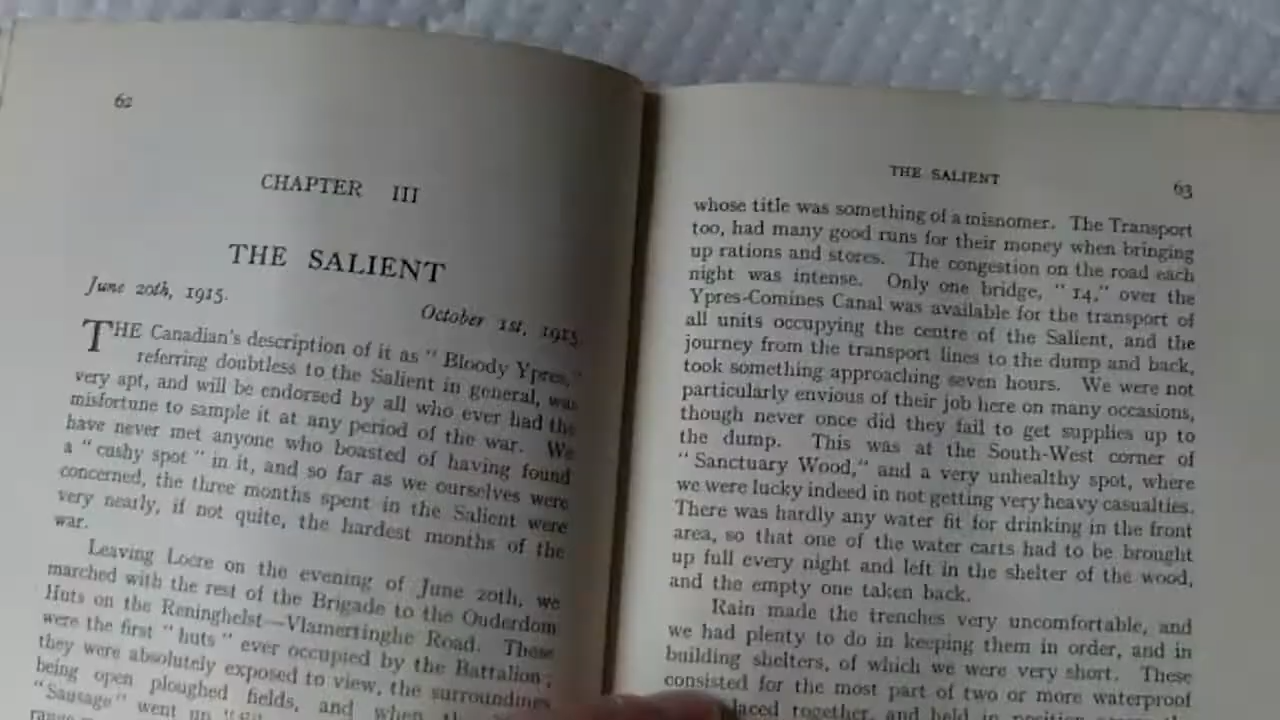 62
CHAPTER III
THE SALIENT
June 20th, 1915.
October 1st, 1915
THE Canadian's description of it as "Bloody Ypres,"
referring doubtless to the Salient in general, was
very apt, and will be endorsed by all who ever had the
misfortune to sample it at any period of the war. We
have never met anyone who boasted of having found
a "cushy spot" in it, and so far as we ourselves were
concerned, the three months spent in the Salient were
very nearly, if not quite, the hardest months of the
war.
Leaving Locre on the evening of June 20th, we
marched with the rest of the Brigade to the Ouderdom
Huts on the Reninghelst—Vlamertinghe Road. These
were the first "huts" ever occupied by the Battalion;
they were absolutely exposed to view, the surroundings
being open ploughed fields, and when
"Sausage" went up
THE SALIENT
63
whose title was something of a misnomer. The Transport
too, had many good runs for their money when bringing
up rations and stores. The congestion on the road each
night was intense. Only one bridge, "14," over the
Ypres-Comines Canal was available for the transport of
all units occupying the centre of the Salient, and the
journey from the transport lines to the dump and back,
took something approaching seven hours. We were not
particularly envious of their job here on many occasions,
though never once did they fail to get supplies up to
the dump. This was at the South-West corner of
"Sanctuary Wood," and a very unhealthy spot, where
we were lucky indeed in not getting very heavy casualties.
There was hardly any water fit for drinking in the front
area, so that one of the water carts had to be brought
up full every night and left in the shelter of the wood,
and the empty one taken back.
Rain made the trenches very uncomfortable, and
we had plenty to do in keeping them in order, and in
building shelters, of which we were very short. These
consisted for the most part of two or more waterproof
laced together, and held in position